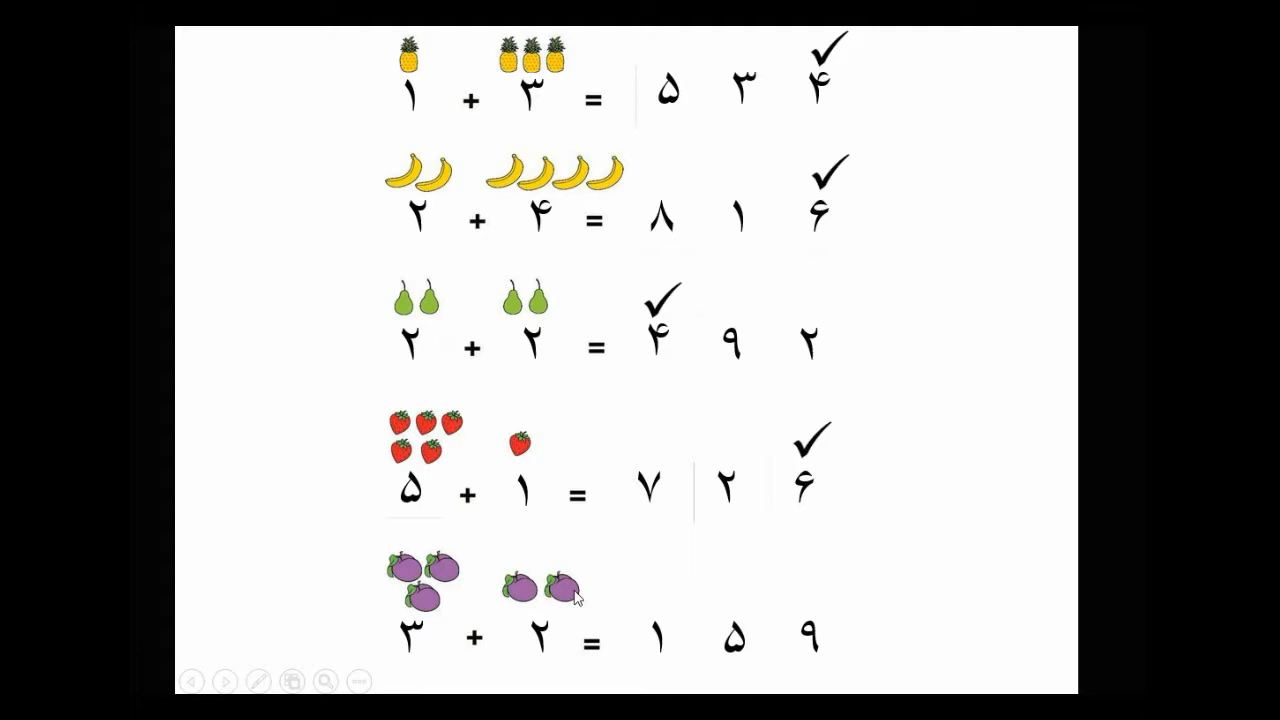 ۱ + ۳ = ۵ ۳ ۴
۲ + ۴ = ۸ ۱ ۶
۲ + ۲ = ۴ ۹ ۲
۵ + ۱ = ۷ ۲ ۶
۳ + ۲ = ۱ ۵ ۹